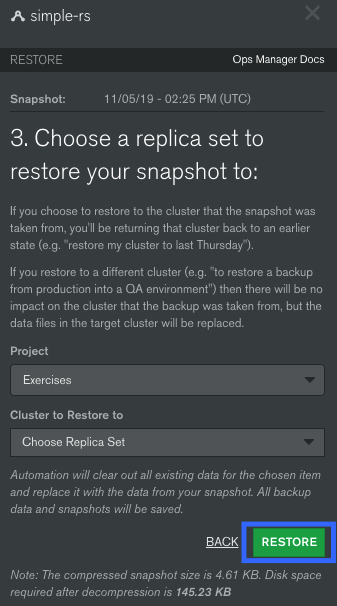 simple-rs
RESTORE Ops Manager Docs
Snapshot: 11/05/19 - 02:25 PM (UTC)
3. Choose a replica set to
restore your snapshot to:
If you choose to restore to the cluster that the snapshot was
taken from, you'll be returning that cluster back to an earlier
state (e.g. "restore my cluster to last Thursday").
If you restore to a different cluster (e.g. "to restore a backup
from production into a QA environment") then there will be no
impact on the cluster that the backup was taken from, but the
data files in the target cluster will be replaced.
Project
Exercises
Cluster to Restore to
Choose Replica Set
Automation will clear out all existing data for the chosen item
and replace it with the data from your snapshot. All backup
data and snapshots will be saved.
BACK RESTORE
Note: The compressed snapshot size is 4.61 KB. Disk space
required after decompression is 145.23 KB